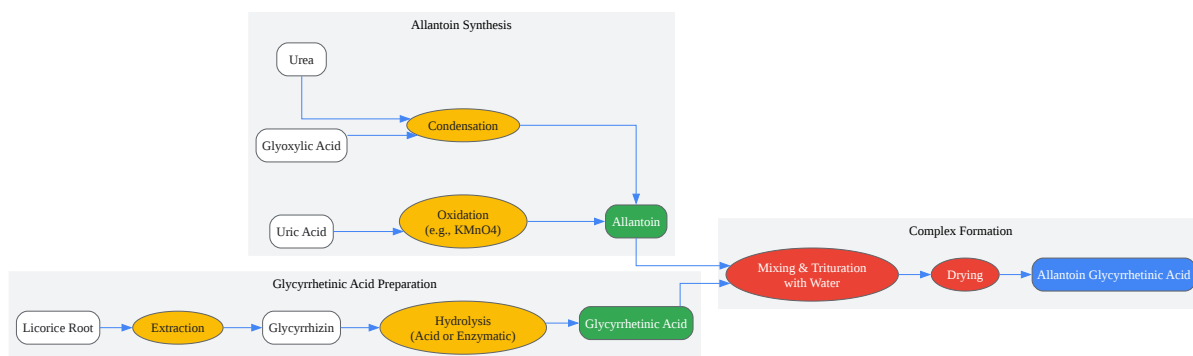 Allantoin Synthesis
Urea
Condensation
Glyoxylic Acid
Uric Acid
Oxidation
(e.g., KMnO4)
Allantoin
Glycyrrhetinic Acid Preparation
Licorice Root
Extraction
Glycyrrhizin
Hydrolysis
(Acid or Enzymatic)
Glycyrrhetinic Acid
Complex Formation
Mixing & Trituration
with Water
Drying
Allantoin Glycyrrhetinic Acid